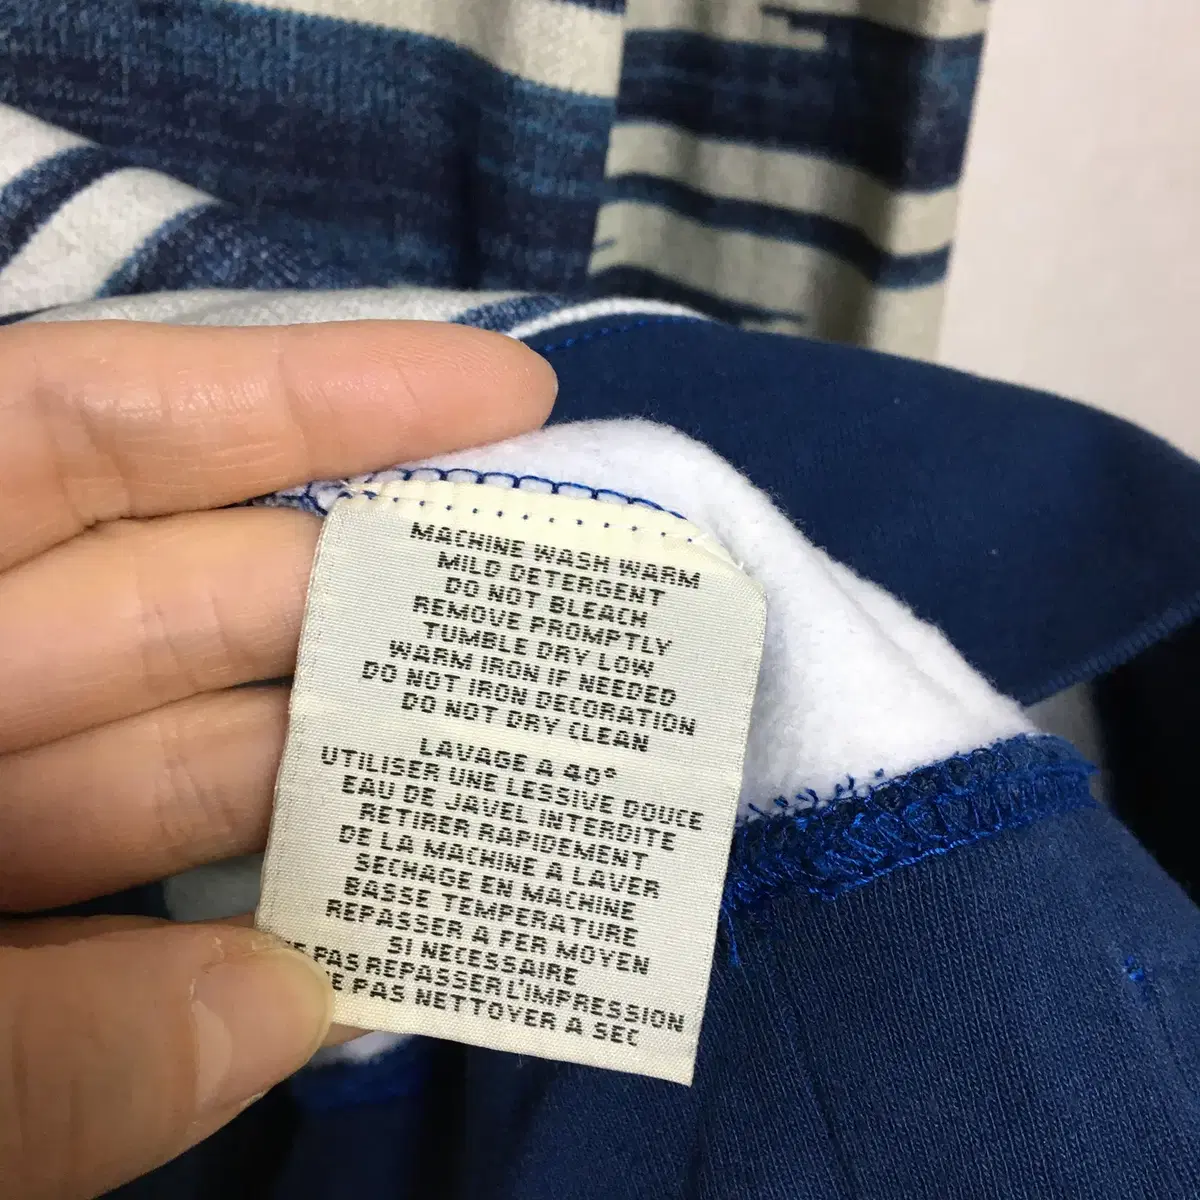 MACHINE WASH WARM
MILD DETERGENT
DO NOT BLEACH
REMOVE PROMPTLY
TUMBLE DRY LOW
WARM IRON IF NEEDED
DO NOT IRON DECORATION
DO NOT DRY CLEAN
LAVAGE A 40°
UTILISER UNE LESSIVE DOUCE
EAU DE JAVEL INTERDITE
RETIRER RAPIDEMENT
DE LA MACHINE A LAVER
SECHAGE EN MACHINE
BASSE TEMPERATURE
REPASSER A FER MOYEN
SI NECESSAIRE
PAS REPASSER L'IMPRESSION
PAS NETTOYER A SEC